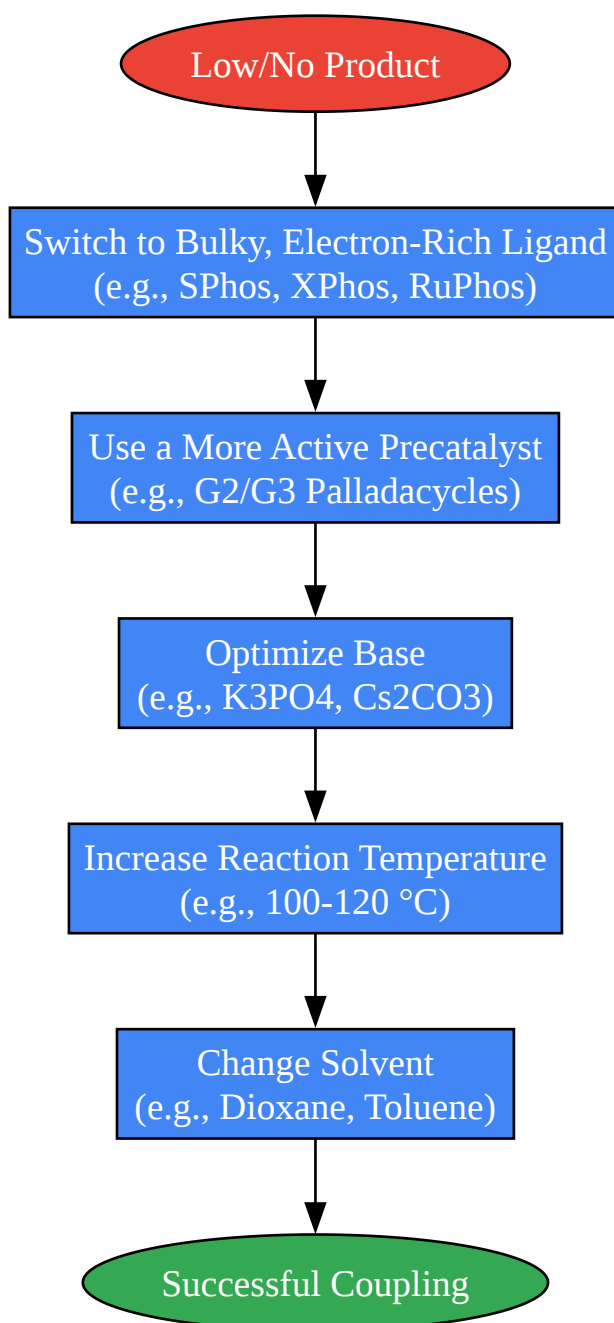 Low/No Product
Switch to Bulky, Electron-Rich Ligand
(e.g., SPhos, XPhos, RuPhos)
Use a More Active Precatalyst
(e.g., G2/G3 Palladacycles)
Optimize Base
(e.g., K3PO4, Cs2CO3)
Increase Reaction Temperature
(e.g., 100-120 °C)
Change Solvent
(e.g., Dioxane, Toluene)
Successful Coupling